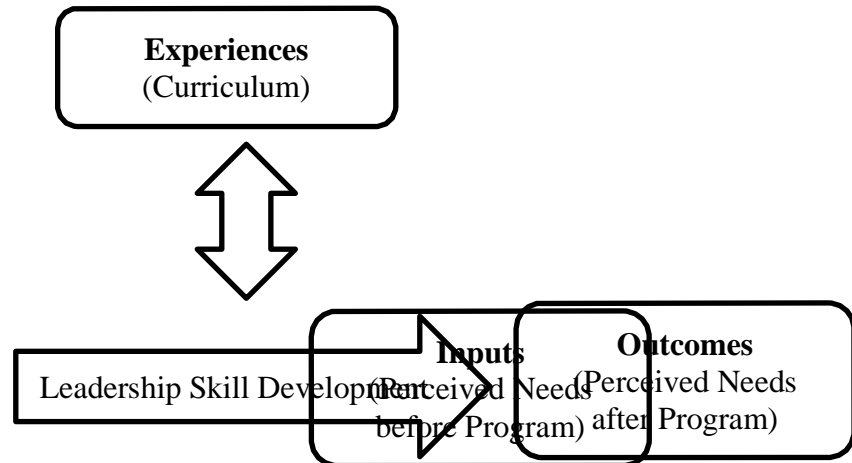 Experiences
(Curriculum)
Leadership Skill Development
Inputs
(Perceived Needs
before Program)
Outcomes
(Perceived Needs
after Program)